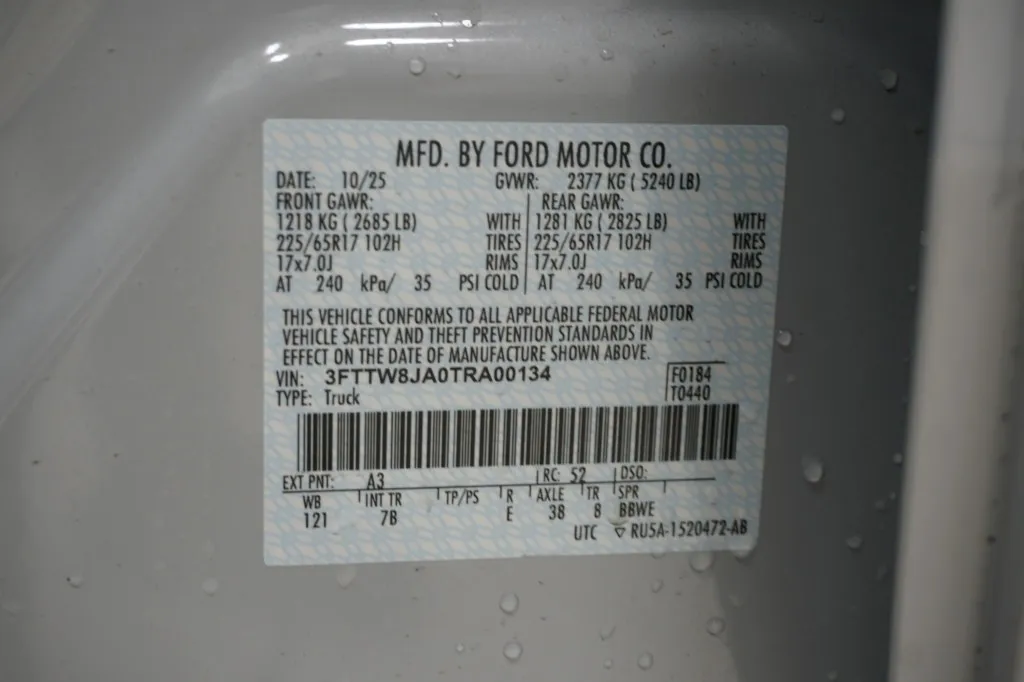 MFD. BY FORD MOTOR CO.
DATE: 10/25 GVWR: 2377 KG ( 5240 LB)
FRONT GAWR: REAR GAWR:
1218 KG ( 2685 LB) WITH 1281 KG ( 2825 LB) WITH
225/65R17 102H TIRES 225/65R17 102H TIRES
17x7.0J RIMS 17x7.0J RIMS
AT 240 kPa/ 35 PSI COLD AT 240 kPa/ 35 PSI COLD
THIS VEHICLE CONFORMS TO ALL APPLICABLE FEDERAL MOTOR
VEHICLE SAFETY AND THEFT PREVENTION STANDARDS IN
EFFECT ON THE DATE OF MANUFACTURE SHOWN ABOVE.
VIN: 3FTTW8JA0TRA00134 F0184
TYPE: Truck T0440
EXT PNT: A3 RC: 52 DSO:
WB INT TR TP/PS R AXLE TR SPR
121 7B E 38 8 BBWE
UTC ▽ RU5A-1520472-AB